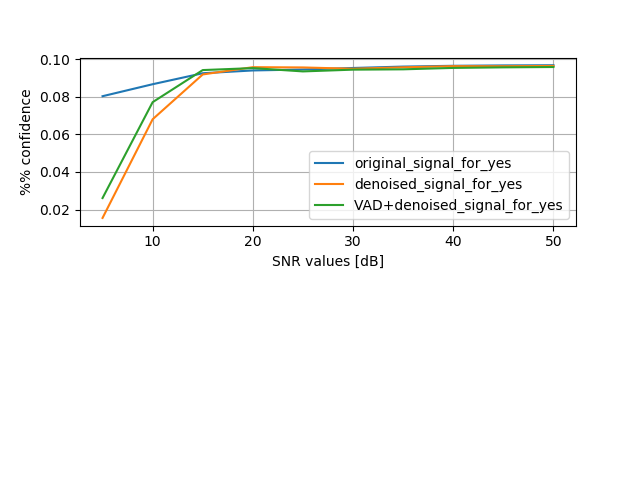 0.10
0.08
0.06
0.04
0.02
%% confidence
original_signal_for_yes
denoised_signal_for_yes
VAD+denoised_signal_for_yes
10 20 30 40 50
SNR values [dB]